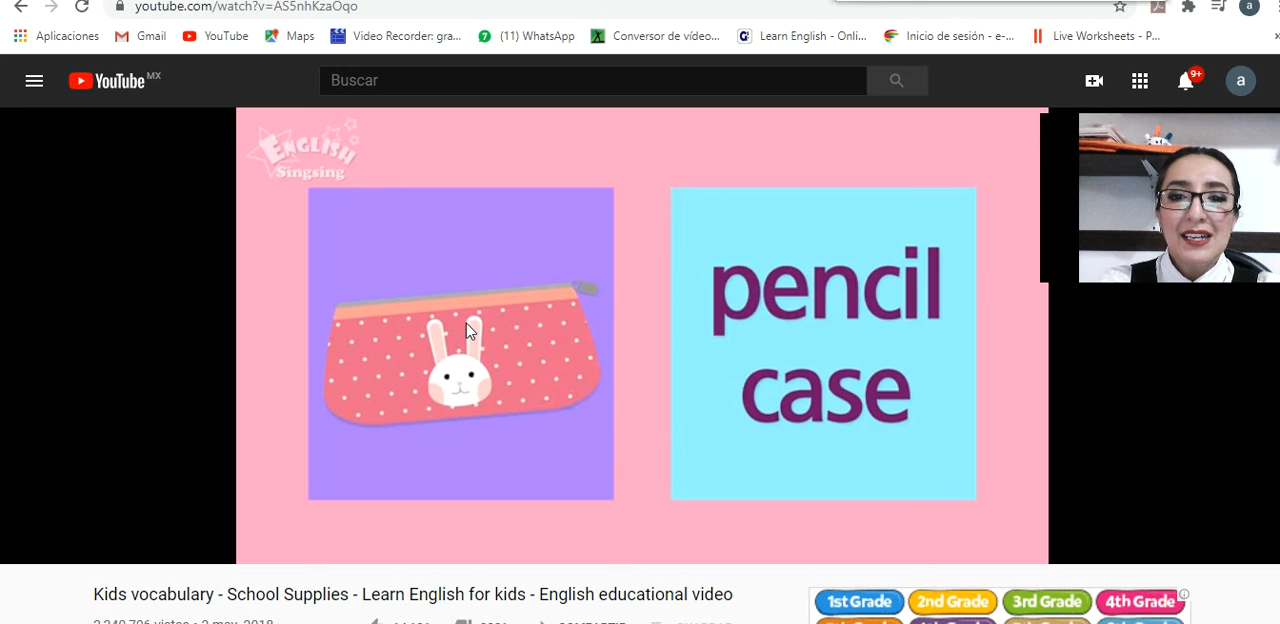 youtube.com/watch?v=AS5nhKzaOqo
a
Aplicaciones
Gmail
YouTube
Maps
Video Recorder: gra...
(11) WhatsApp
Conversor de vídeo...
Learn English - Onli...
Inicio de sesión - e-...
Live Worksheets - P...
YouTube MX
Buscar
9+
a
ENGLISH
Singsing
pencil
case
Kids vocabulary - School Supplies - Learn English for kids - English educational video
1st Grade
2nd Grade
3rd Grade
4th Grade